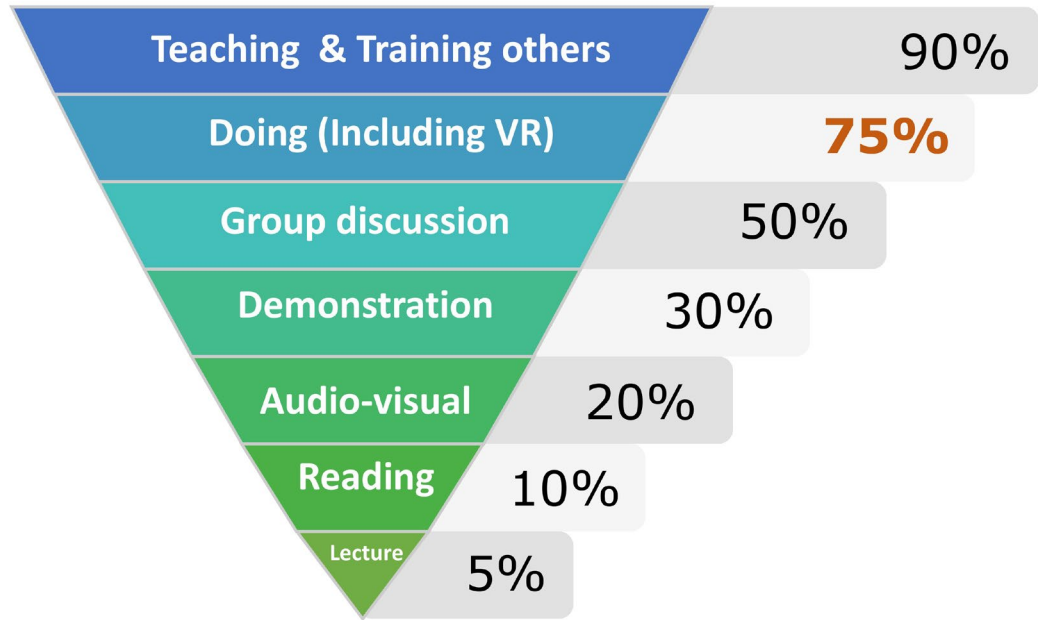 Teaching & Training others 90%
Doing (Including VR) 75%
Group discussion 50%
Demonstration 30%
Audio-visual 20%
Reading 10%
Lecture 5%